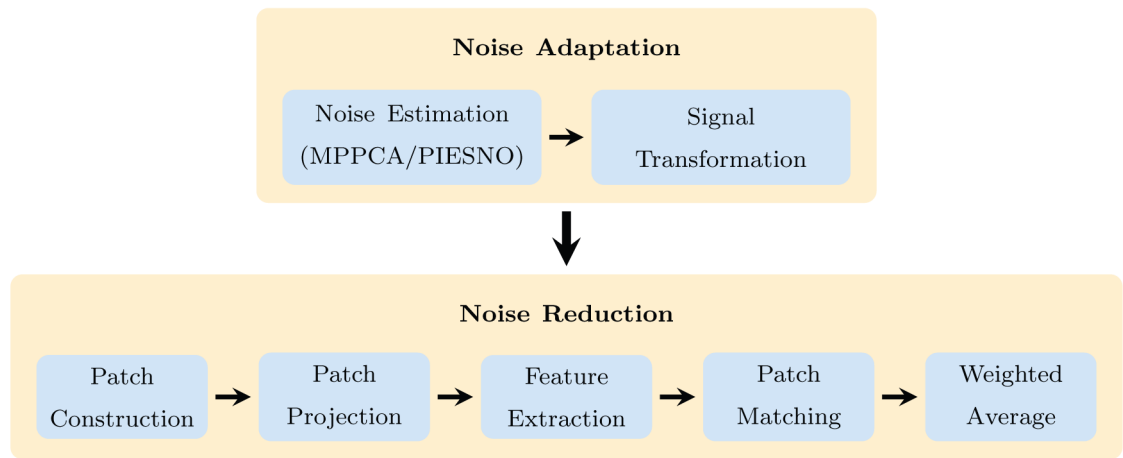 Noise Adaptation
Noise Estimation
(MPPCA/PIESNO)
Signal
Transformation
Noise Reduction
Patch
Construction
Patch
Projection
Feature
Extraction
Patch
Matching
Weighted
Average